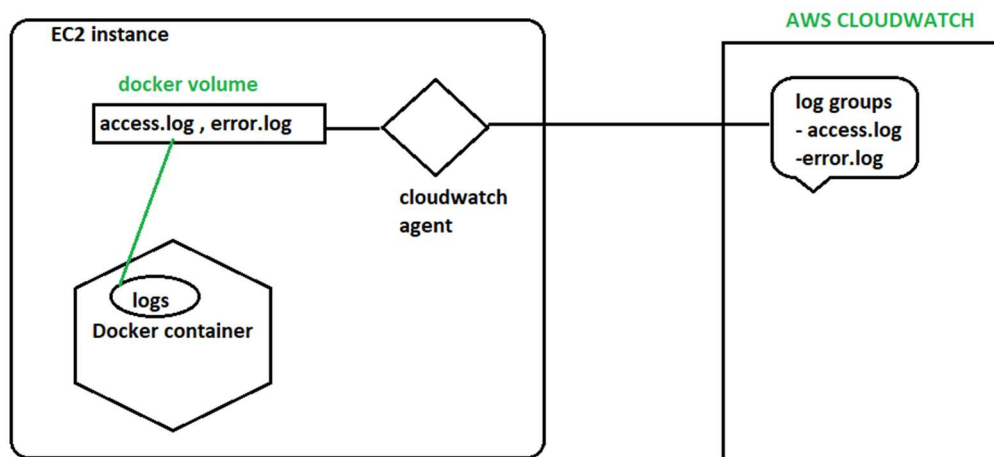 EC2 instance
AWS CLOUDWATCH
docker volume
access.log , error.log
log groups
- access.log
-error.log
cloudwatch
agent
logs
Docker container